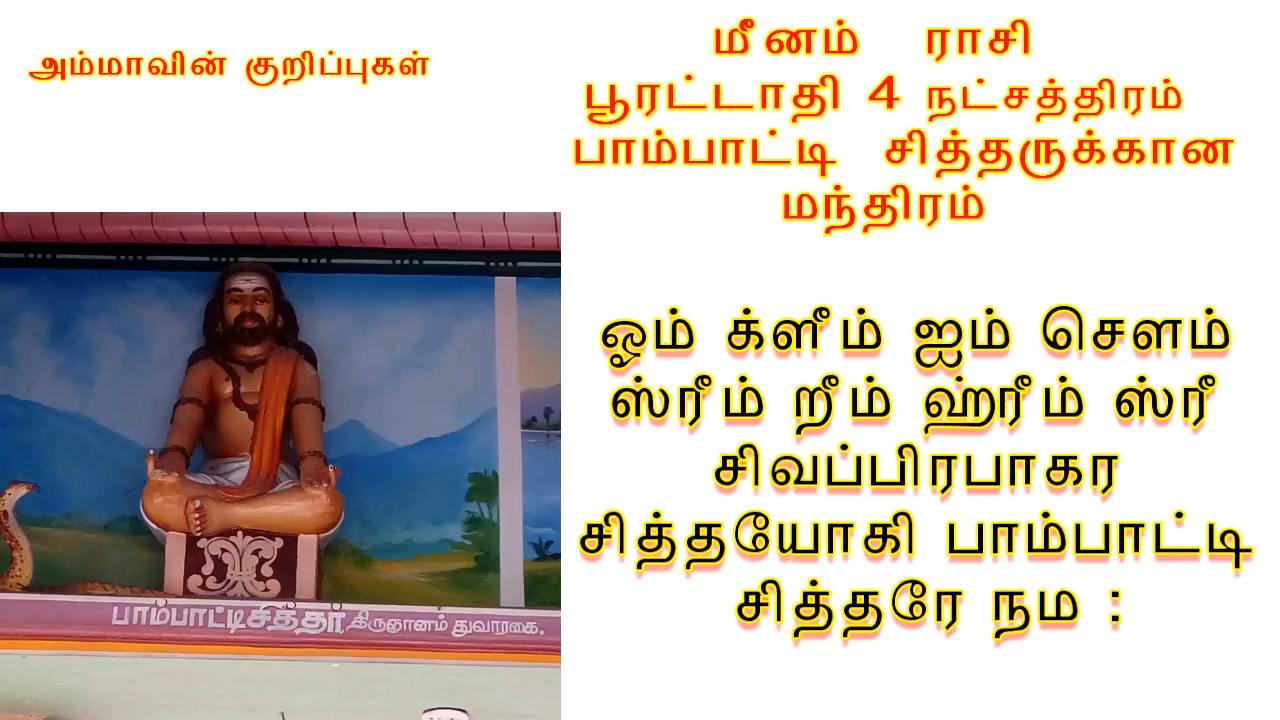 அம்மாவின் குறிப்புகள்
மீனம் ராசி
பூரட்டாதி 4 நட்சத்திரம்
பாம்பாட்டி சித்தருக்கான
மந்திரம்
ஓம் க்ளீம் ஐம் சௌம்
ஸ்ரீம் றீம் ஹ்ரீம் ஸ்ரீ
சிவப்பிரபாகர
சித்தயோகி பாம்பாட்டி
சித்தரே நம :
பாம்பாட்டிசித்தர், திருஞானம் துவாரகை.